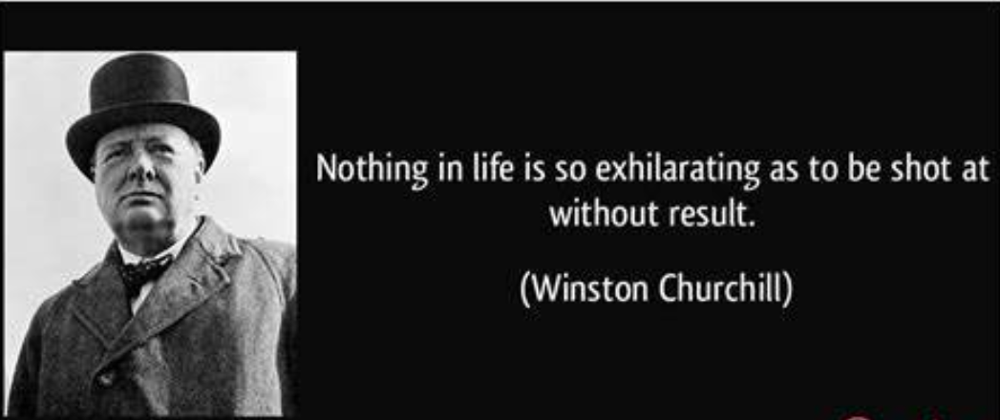 Nothing in life is so exhilarating as to be shot at
without result.
(Winston Churchill)